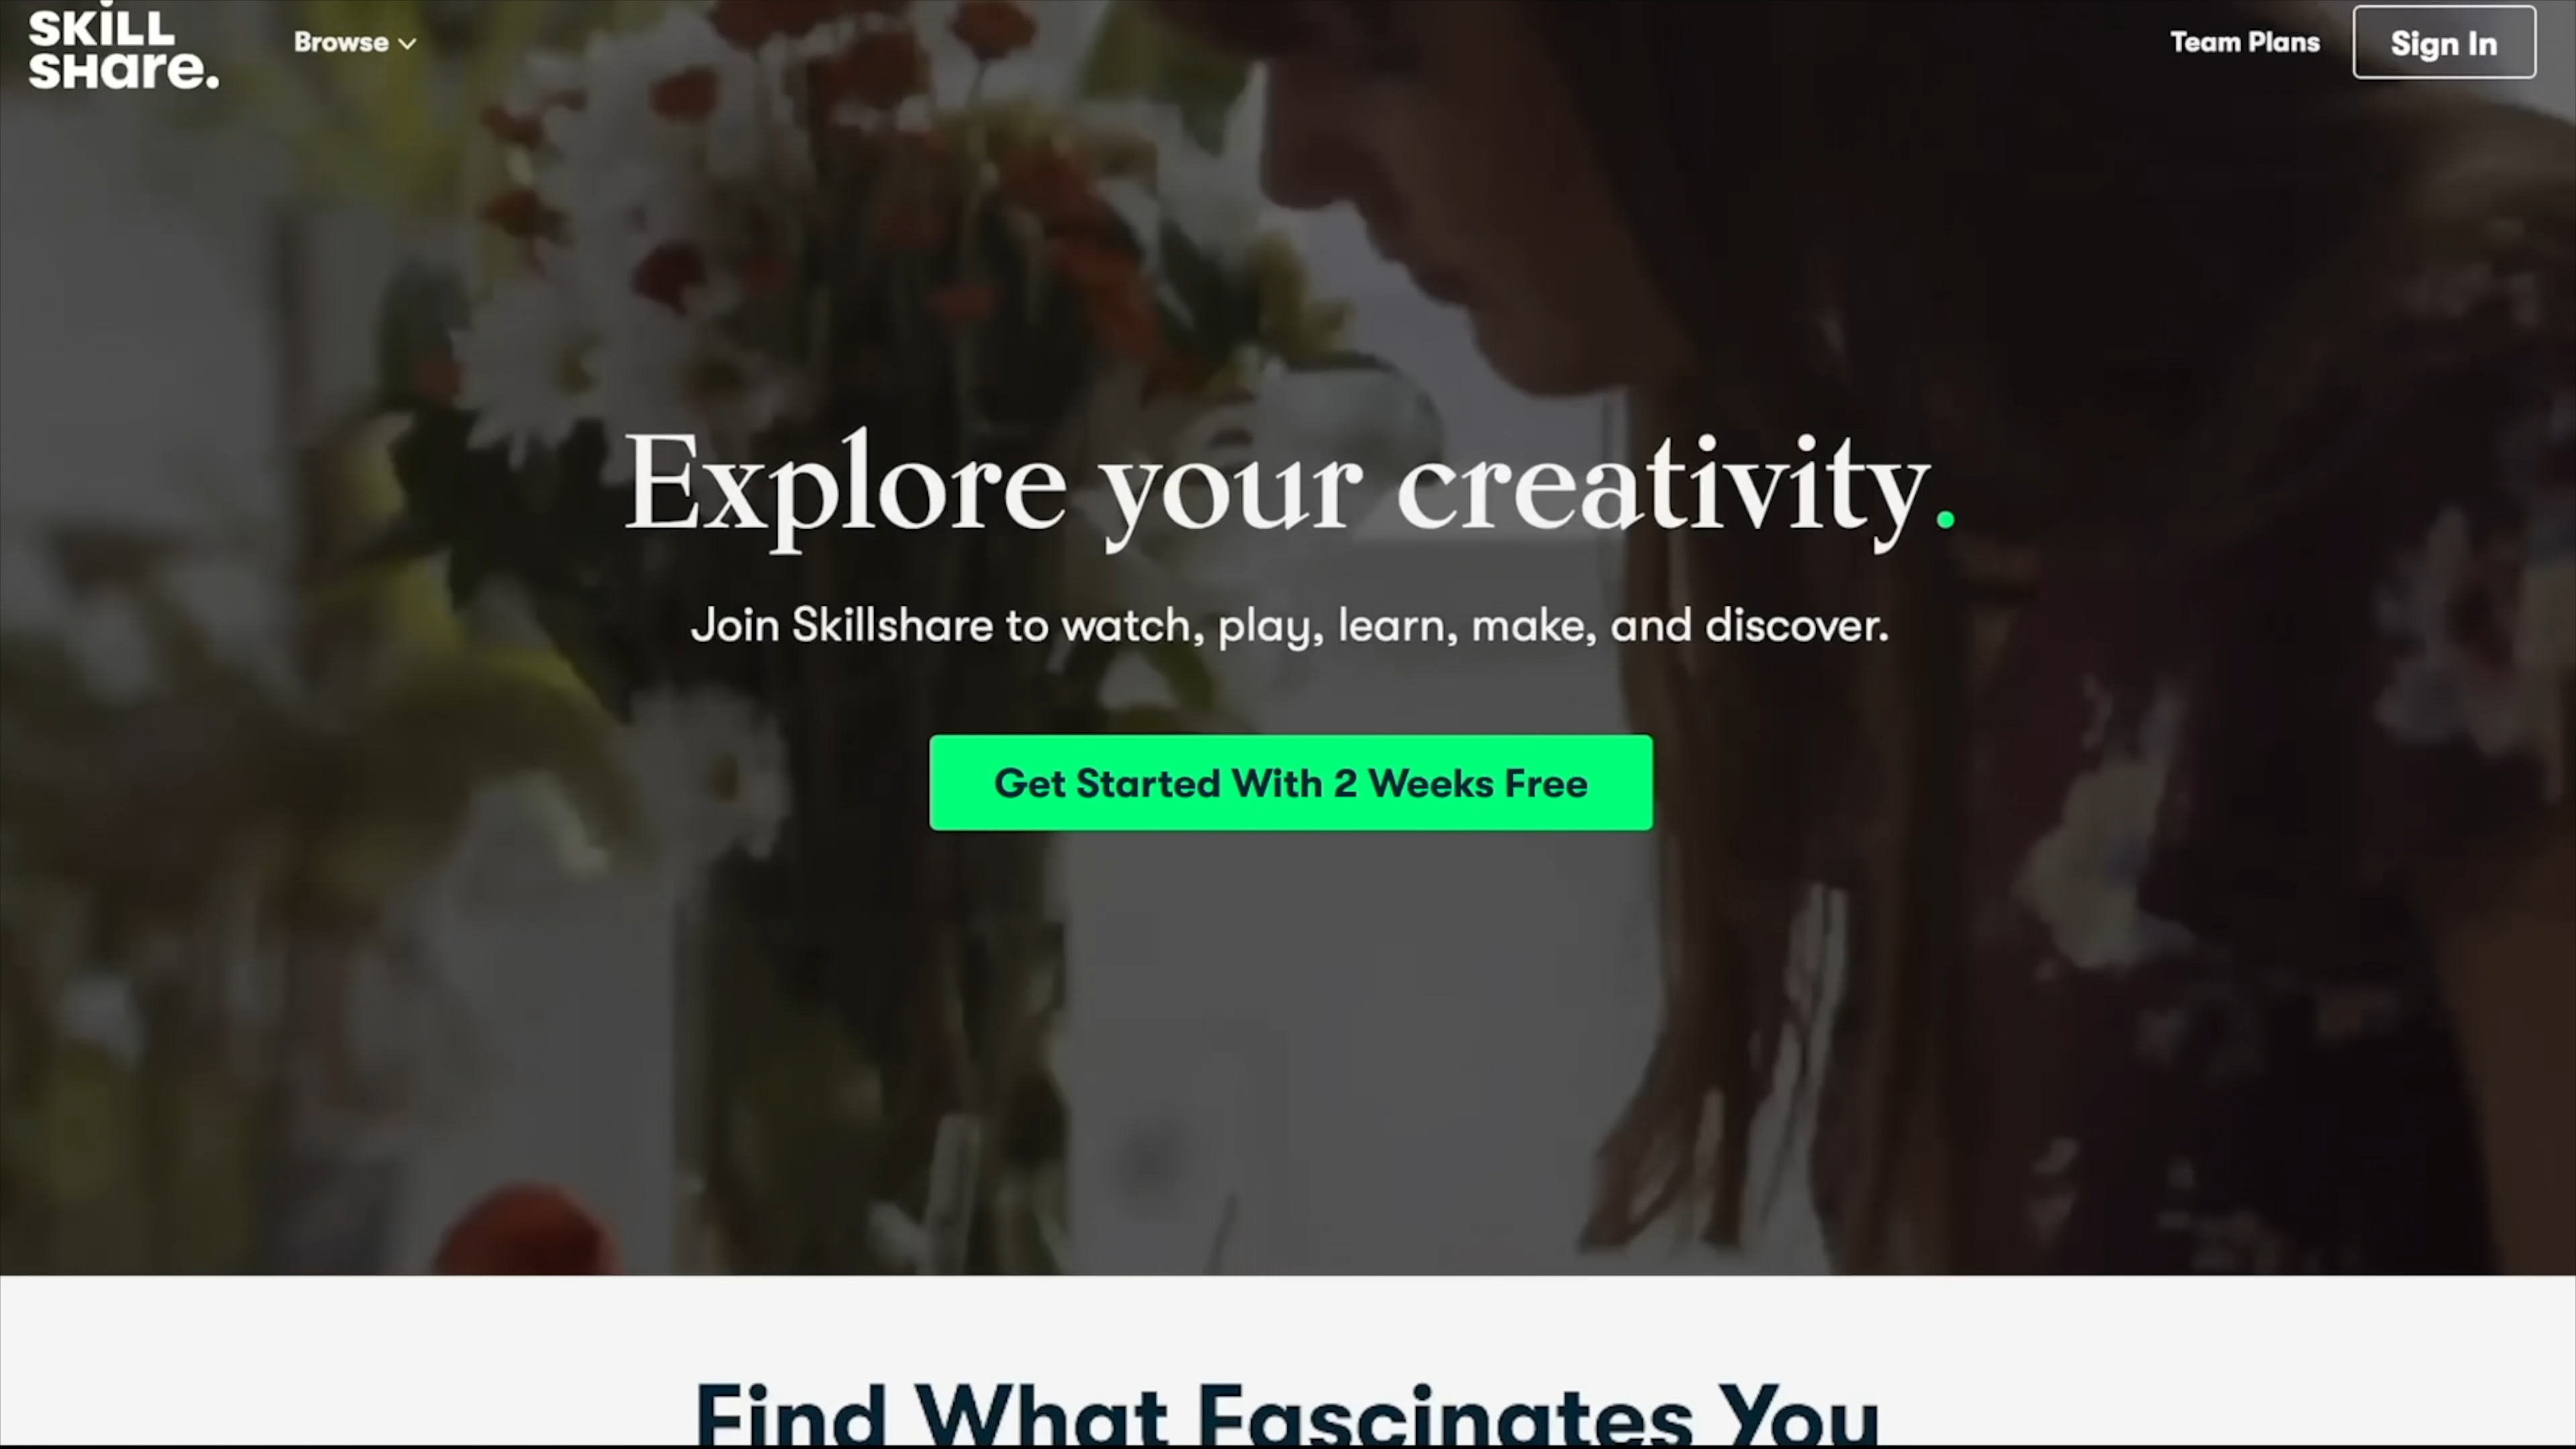 SKILL
SHare.
Browse
Team Plans
Sign In
Explore your creativity.
Join Skillshare to watch, play, learn, make, and discover.
Get Started With 2 Weeks Free
Find What Fascinates You